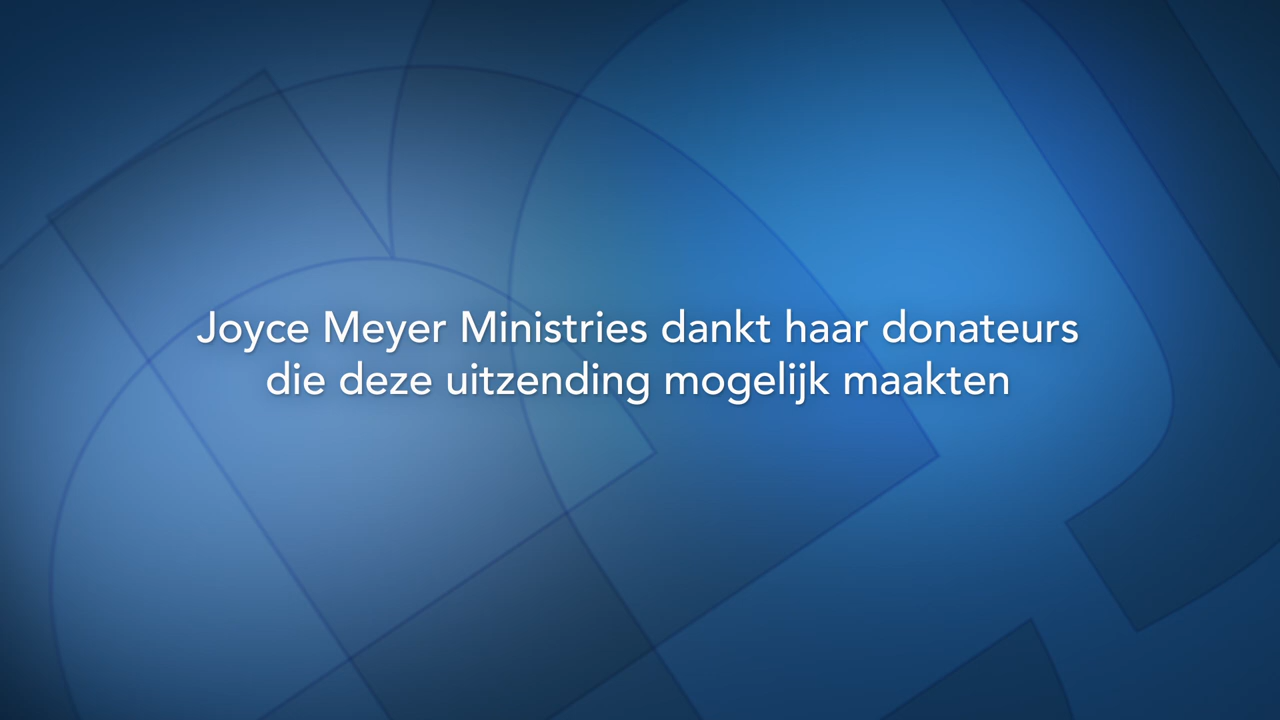 Joyce Meyer Ministries dankt haar donateurs
die deze uitzending mogelijk maakten